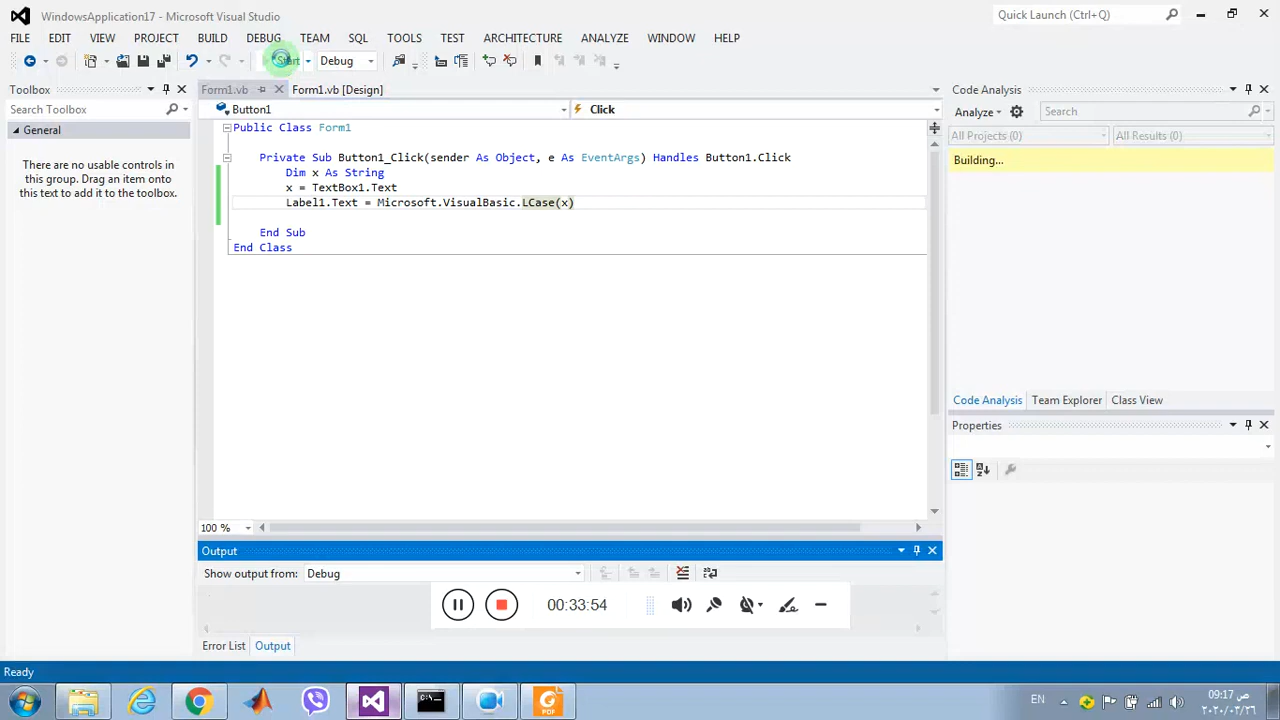 WindowsApplication17 - Microsoft Visual Studio
Quick Launch (Ctrl+Q)
FILE EDIT VIEW PROJECT BUILD DEBUG TEAM SQL TOOLS TEST ARCHITECTURE ANALYZE WINDOW HELP
Start Debug
Toolbox
Form1.vb Form1.vb [Design]
Code Analysis
Search Toolbox
Button1 Click
Analyze Search
General
There are no usable controls in
this group. Drag an item onto
this text to add it to the toolbox.
Public Class Form1
Private Sub Button1_Click(sender As Object, e As EventArgs) Handles Button1.Click
Dim x As String
x = TextBox1.Text
Label1.Text = Microsoft.VisualBasic.LCase(x)
End Sub
End Class
All Projects (0) All Results (0)
Building...
Code Analysis Team Explorer Class View
Properties
100 %
Output
Show output from: Debug
00:33:54
Error List Output
Ready
EN
09:17 ص
٢٠٢٠/٠٣/٢٦
PDF